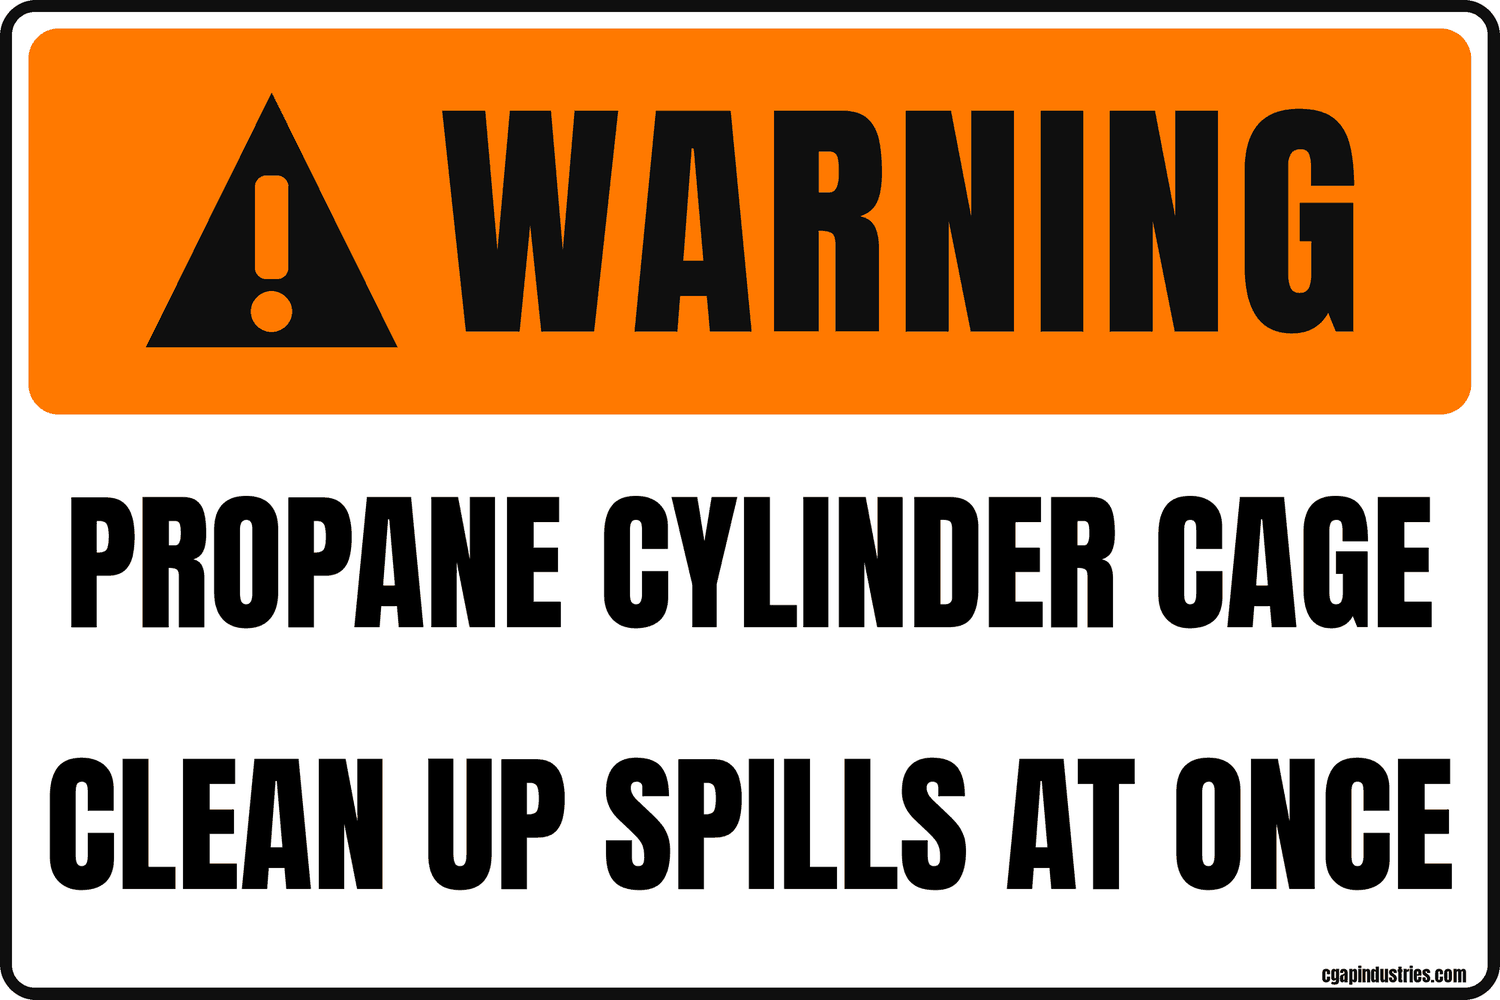 WARNING
PROPANE CYLINDER CAGE
CLEAN UP SPILLS AT ONCE
cgapindustries.com